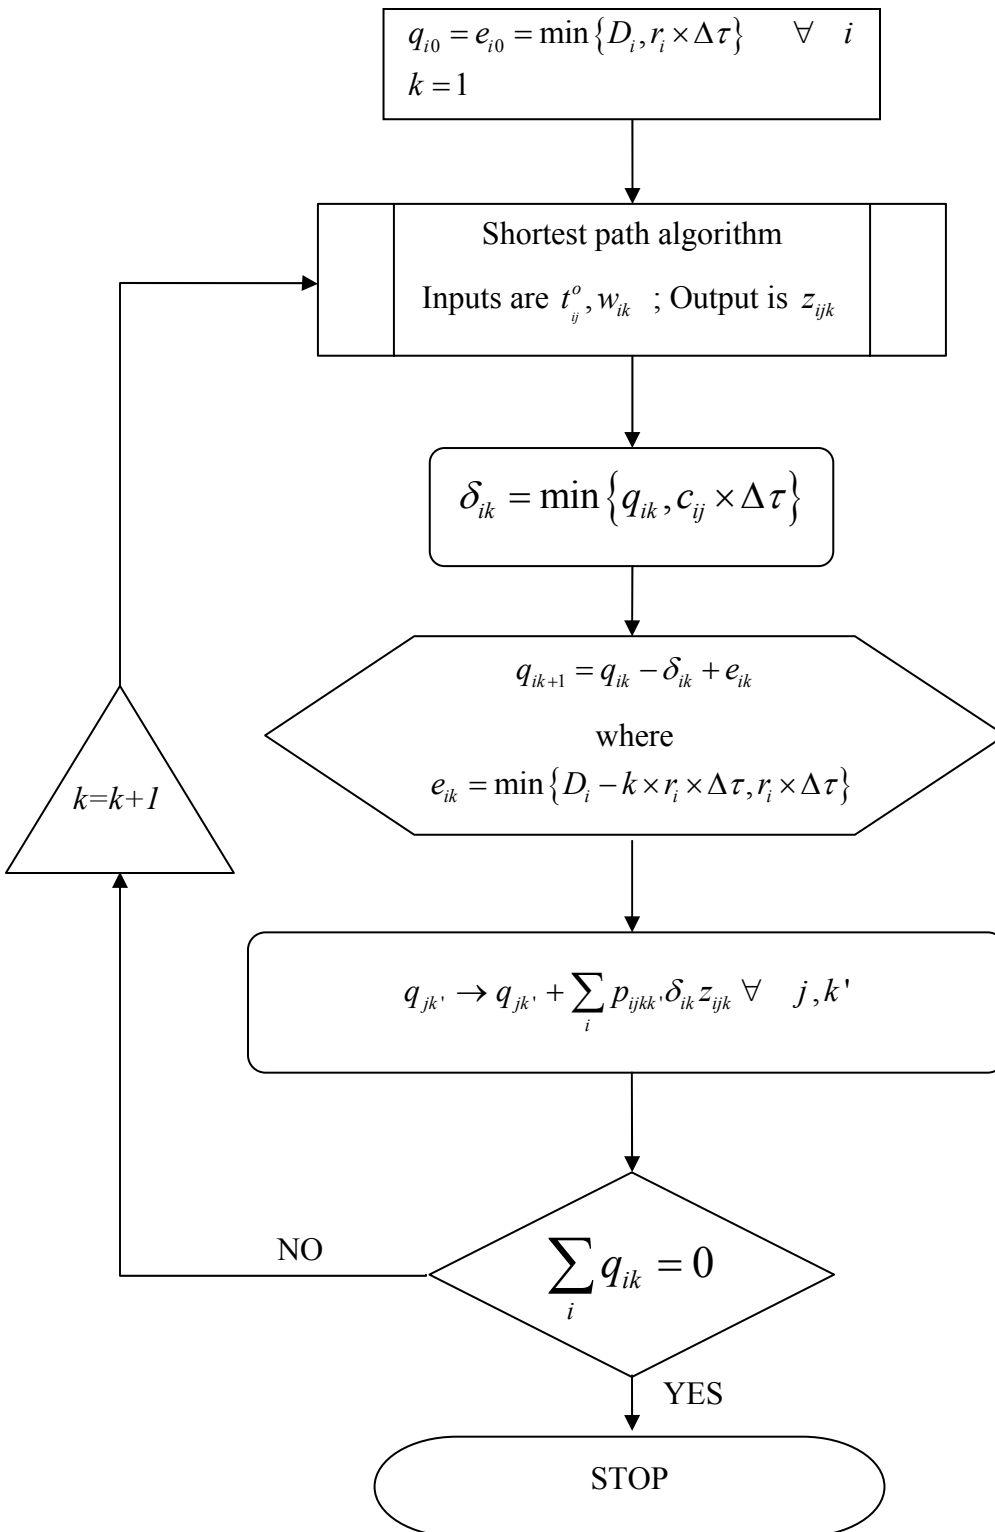 q_{i0} = e_{i0} = min{D_i, r_i × Δτ} ∀ i
k = 1
Shortest path algorithm
Inputs are t^o_{ij}, w_{ik} ; Output is z_{ijk}
δ_{ik} = min{q_{ik}, c_{ij} × Δτ}
q_{ik+1} = q_{ik} − δ_{ik} + e_{ik}
where
e_{ik} = min{D_i − k × r_i × Δτ, r_i × Δτ}
k=k+1
q_{jk'} → q_{jk'} + ∑_i p_{ijkk'} δ_{ik} z_{ijk} ∀ j, k'
NO
∑_i q_{ik} = 0
YES
STOP